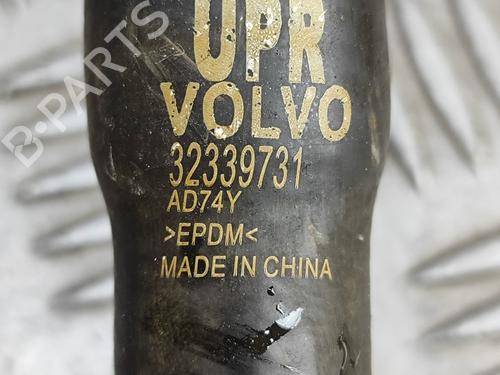 UPR
VOLVO
32339731
AD74Y
>EPDM<
MADE IN CHINA
B-PARTS